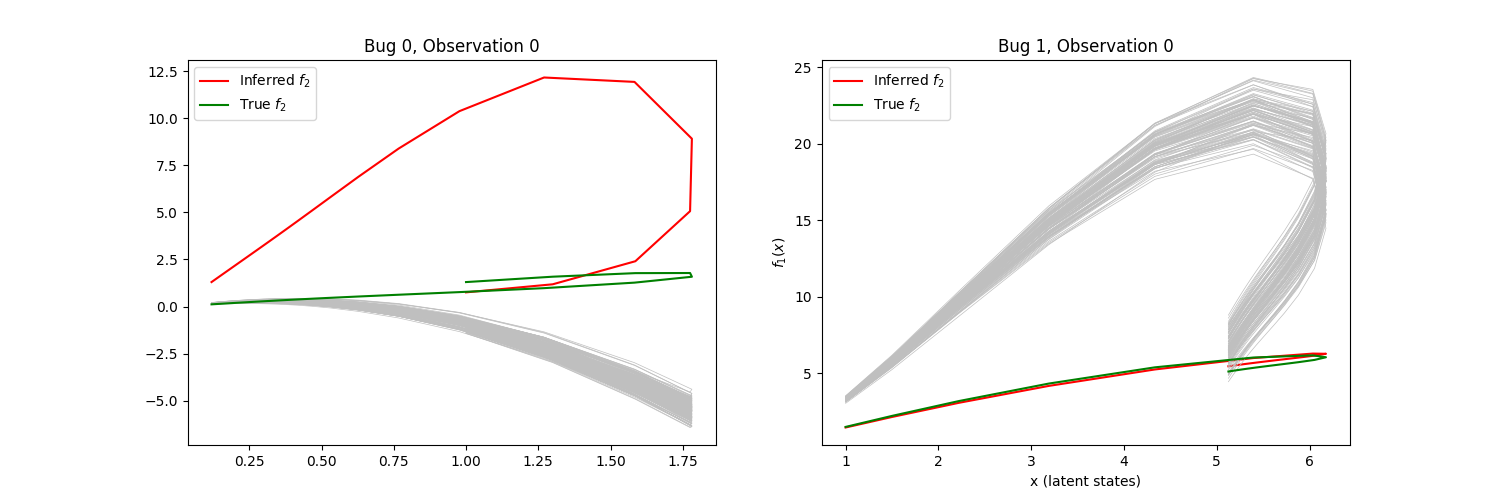 Bug 0, Observation 0
Inferred f₂
True f₂
12.5
10.0
7.5
5.0
2.5
0.0
−2.5
−5.0
0.25 0.50 0.75 1.00 1.25 1.50 1.75
Bug 1, Observation 0
Inferred f₂
True f₂
25
20
15
10
5
f₁(x)
1 2 3 4 5 6
x (latent states)